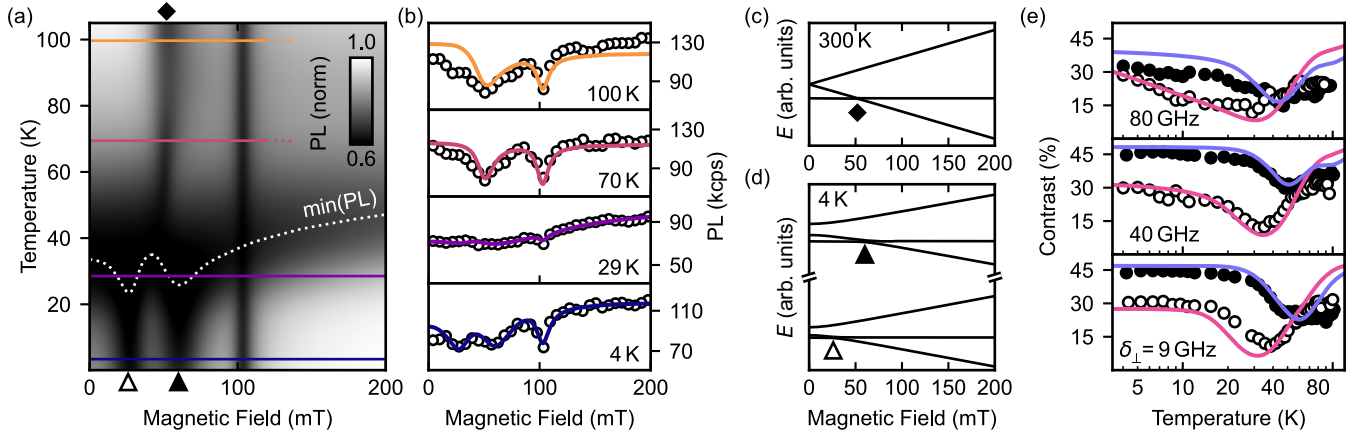 (a)
100
80
60
40
20
Temperature (K)
1.0
PL (norm)
0.6
min(PL)
0
100
200
Magnetic Field (mT)
(b)
130
90
100 K
130
110
90
70 K
90
50
29 K
110
70
4 K
PL (kcps)
0
100
200
Magnetic Field (mT)
(c)
300 K
E (arb. units)
0 50 100 150 200
(d)
4 K
E (arb. units)
0 50 100 150 200
Magnetic Field (mT)
(e)
45
30
15
80 GHz
45
30
15
40 GHz
45
30
15
δ⊥ = 9 GHz
Contrast (%)
10 20 40 80
Temperature (K)